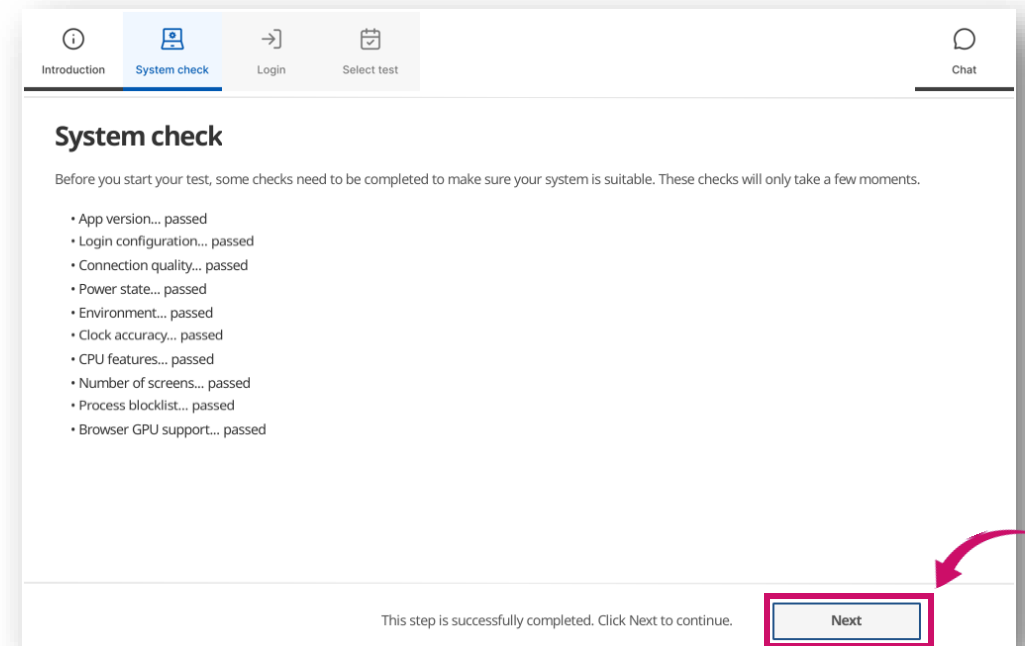 Introduction
System check
Login
Select test
Chat
System check
Before you start your test, some checks need to be completed to make sure your system is suitable. These checks will only take a few moments.
• App version... passed
• Login configuration... passed
• Connection quality... passed
• Power state... passed
• Environment... passed
• Clock accuracy... passed
• CPU features... passed
• Number of screens... passed
• Process blocklist... passed
• Browser GPU support... passed
This step is successfully completed. Click Next to continue.
Next